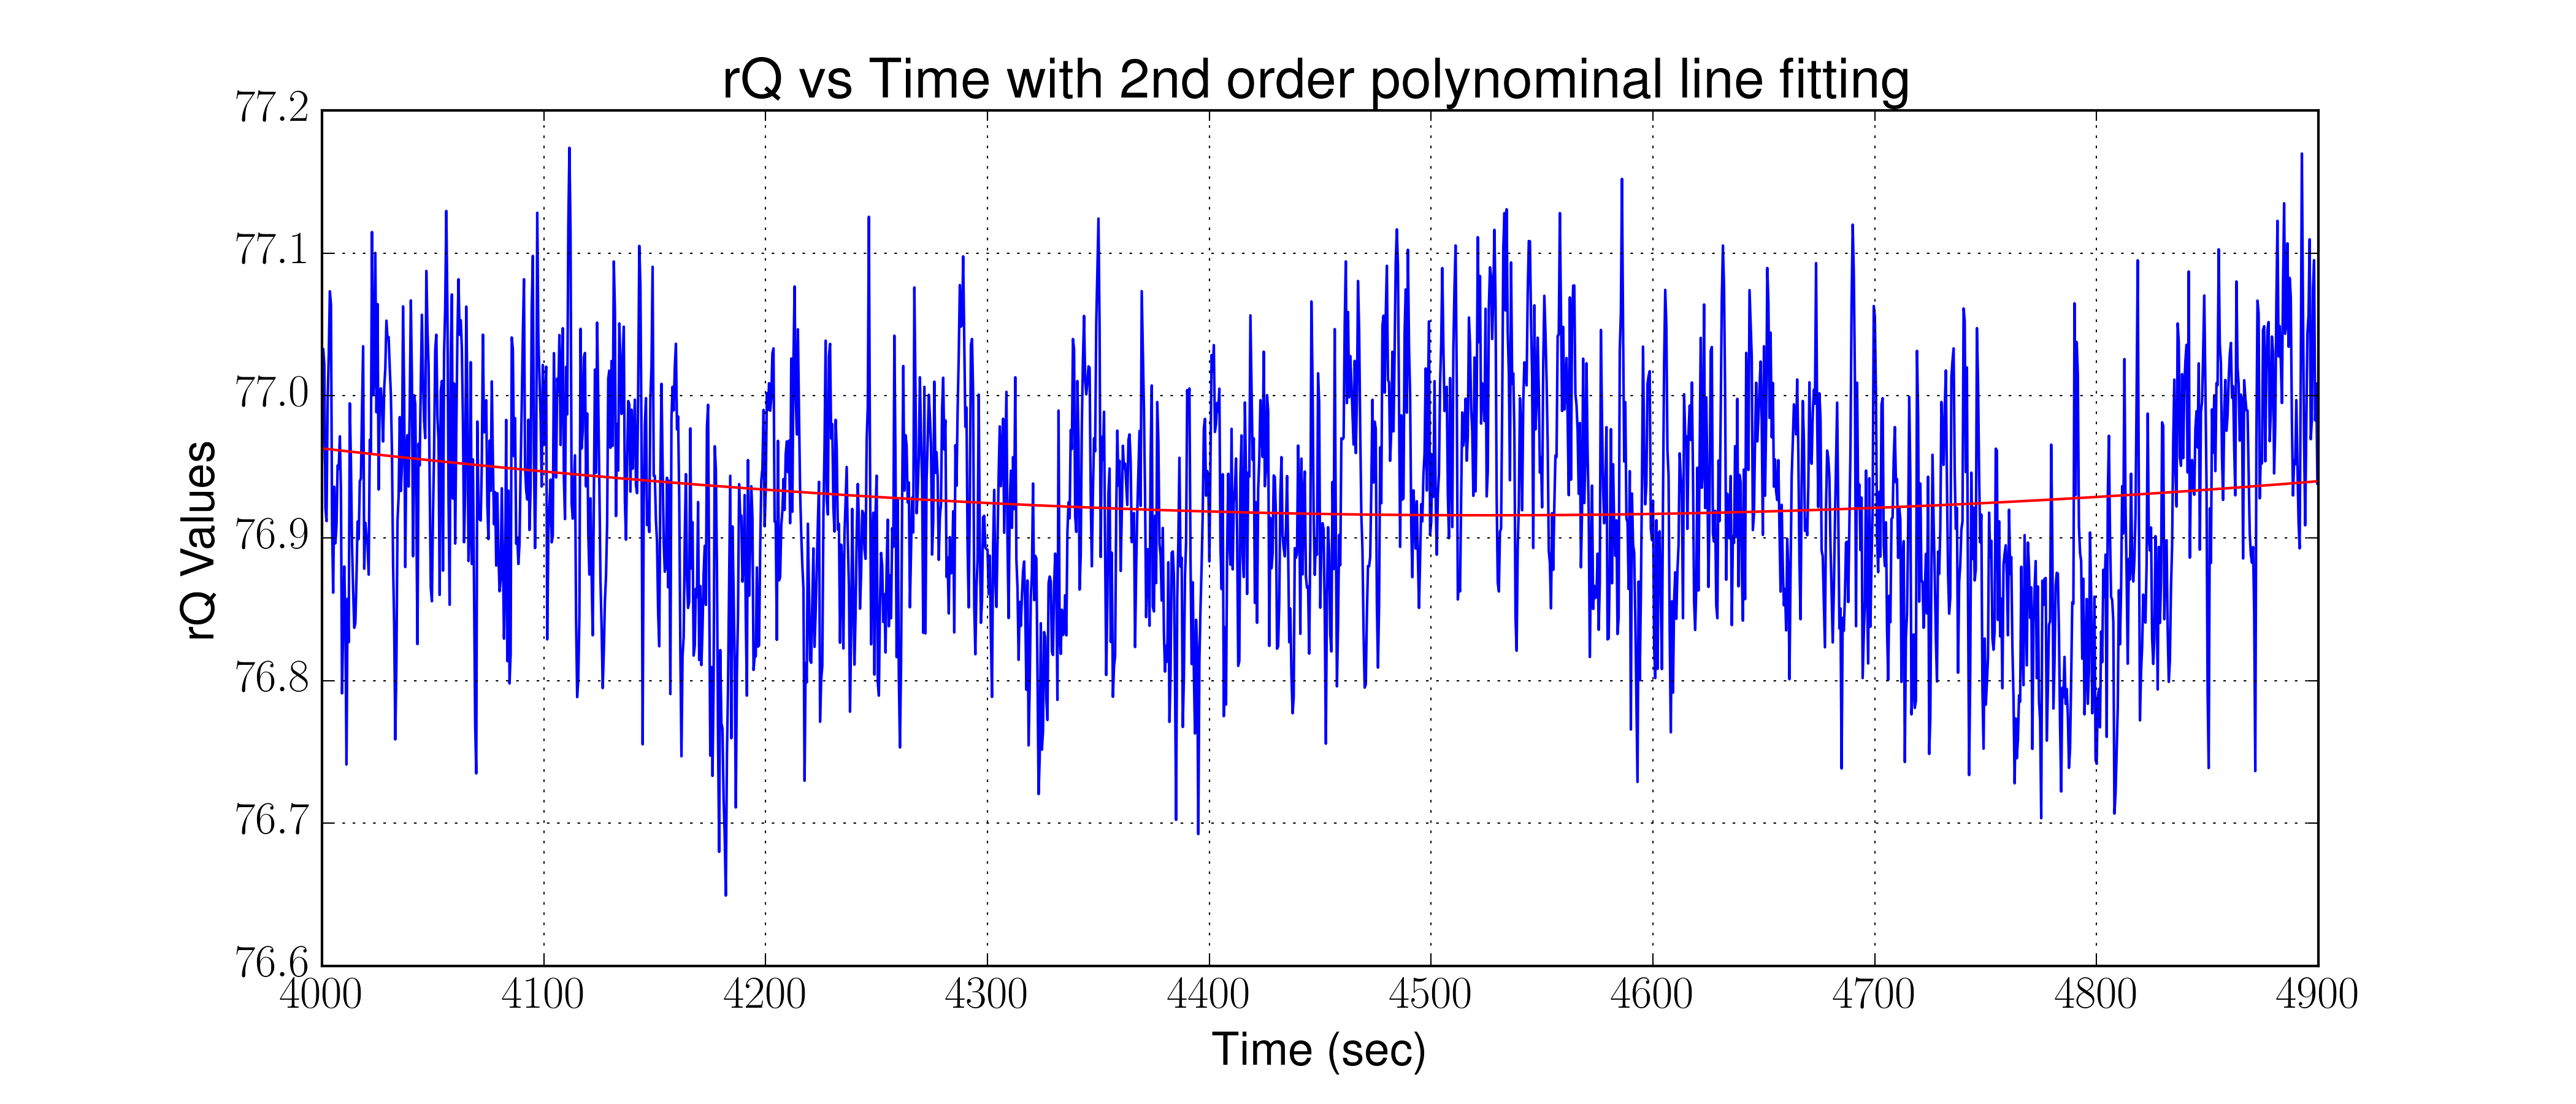 rQ vs Time with 2nd order polynominal line fitting
77.2
77.1
77.0
76.9
76.8
76.7
76.6
rQ Values
4000 4100 4200 4300 4400 4500 4600 4700 4800 4900
Time (sec)